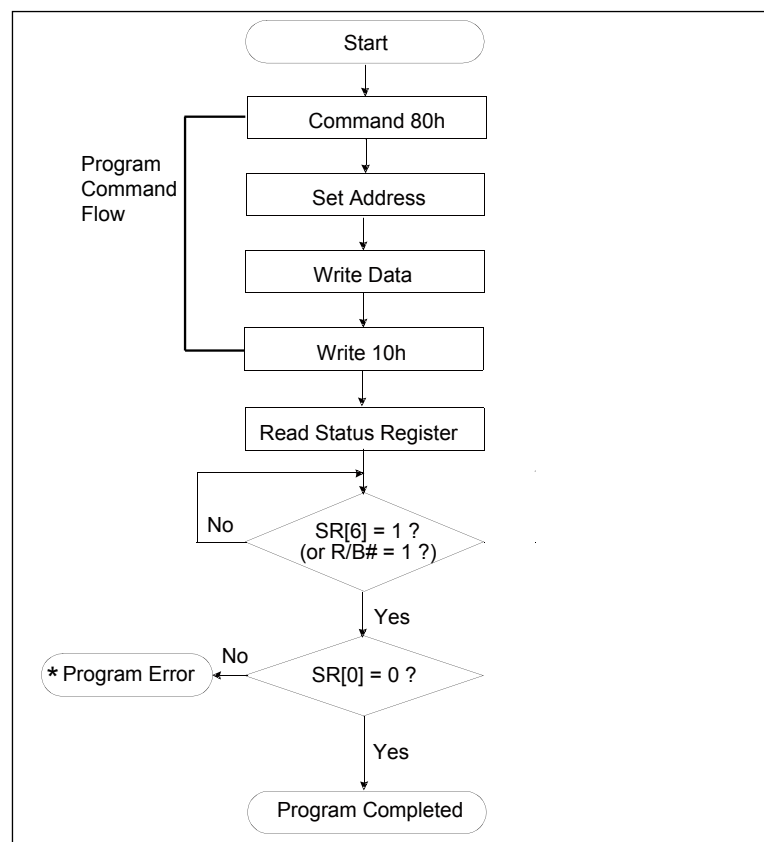 Start
Command 80h
Program
Command
Flow
Set Address
Write Data
Write 10h
Read Status Register
No
SR[6] = 1 ?
(or R/B# = 1 ?)
Yes
* Program Error
No
SR[0] = 0 ?
Yes
Program Completed